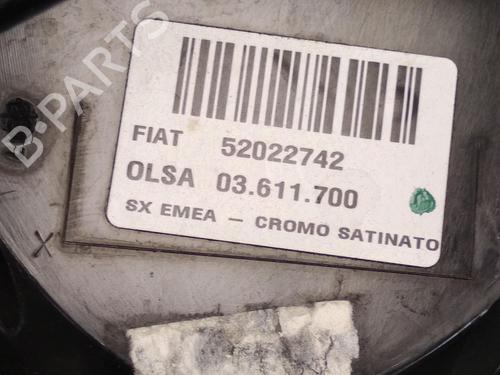 B-PARTS
FIAT 52022742
OLSA 03.611.700
SX EMEA – CROMO SATINATO